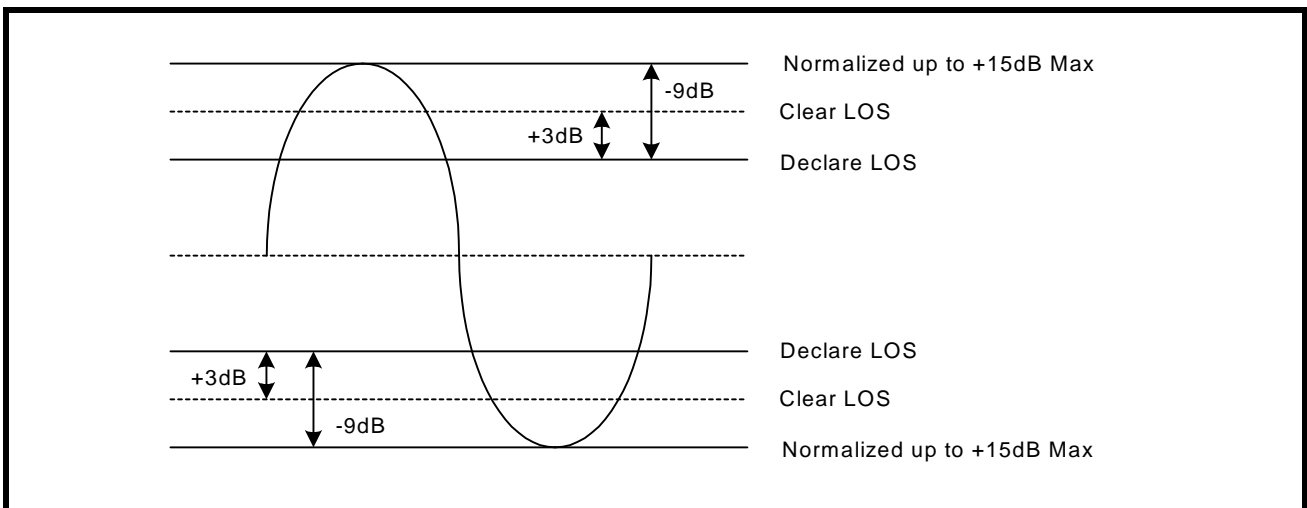 Normalized up to +15dB Max
-9dB
Clear LOS
+3dB
Declare LOS
Declare LOS
+3dB
Clear LOS
-9dB
Normalized up to +15dB Max